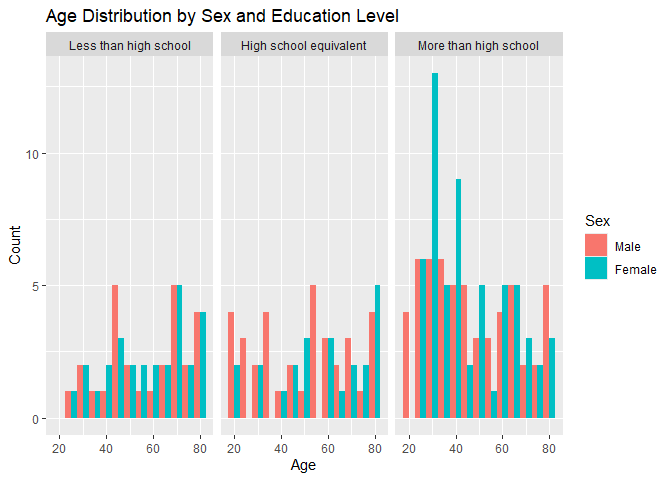 Age Distribution by Sex and Education Level
Less than high school
High school equivalent
More than high school
10
5
0
Count
20 40 60 80
20 40 60 80
20 40 60 80
Age
Sex
Male
Female